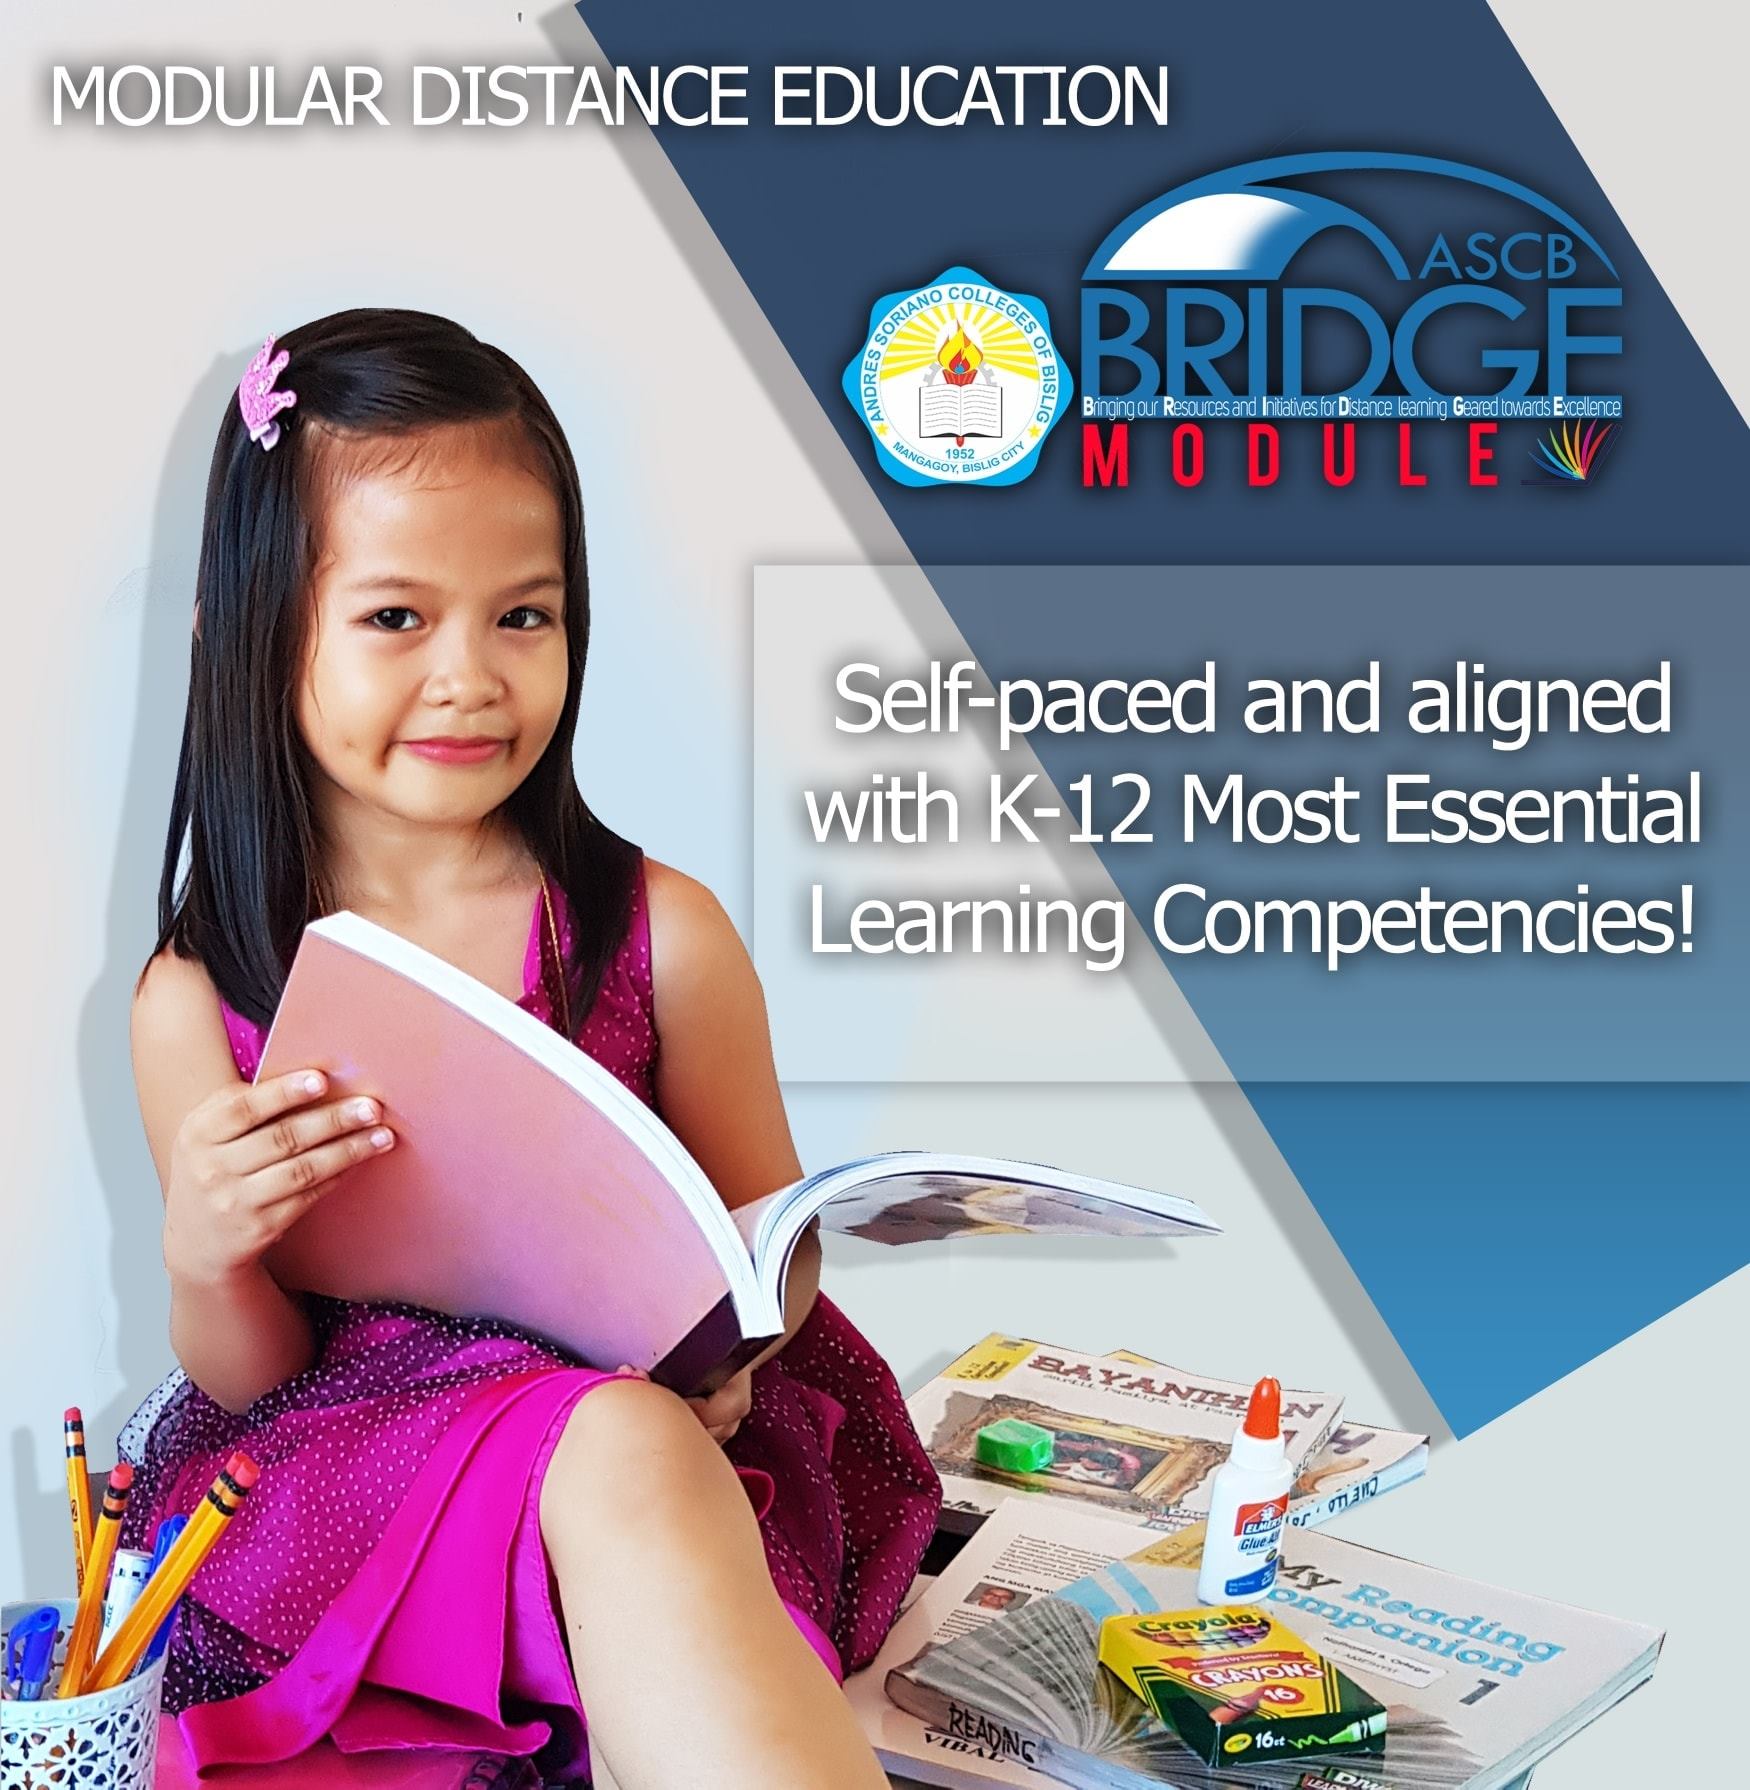 MODULAR DISTANCE EDUCATION
ASCB
BRIDGE
Bringing our Resources and Initiatives for Distance learning Geared towards Excellence
MODULE
ANDRES SORIANO COLLEGES OF BISLIG
1952
MANGAGOY, BISLIG CITY
Self-paced and aligned
with K-12 Most Essential
Learning Competencies!
BAYANIHAN
ELMER'S
Glue-All
My Reading
Companion
1
Crayola
CRAYONS
16
16 ct
READING
VIBAL